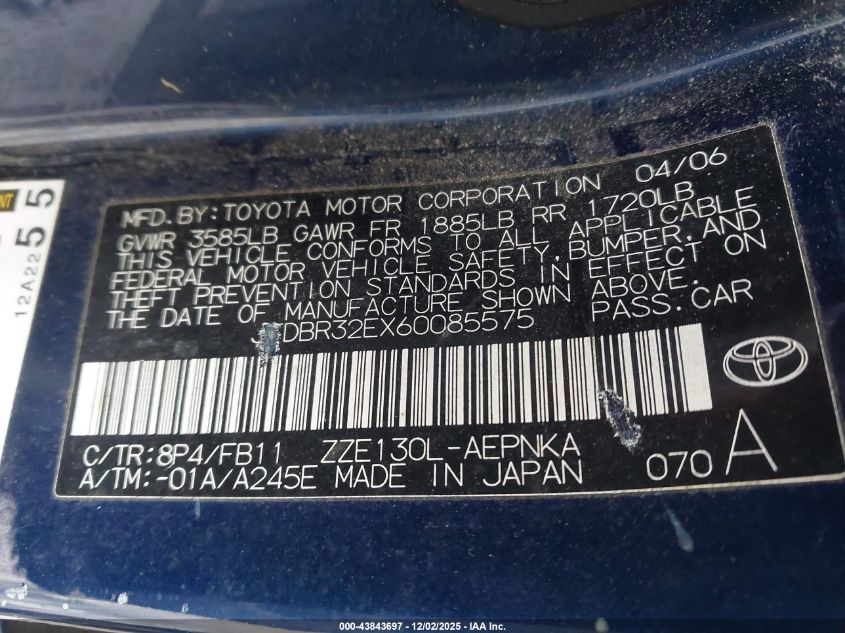 MFD. BY: TOYOTA MOTOR CORPORATION 04/06
GVWR 3585LB GAWR FR 1885LB RR 1720LB
THIS VEHICLE CONFORMS TO ALL APPLICABLE
FEDERAL MOTOR VEHICLE SAFETY, BUMPER, AND
THEFT PREVENTION STANDARDS IN EFFECT ON
THE DATE OF MANUFACTURE SHOWN ABOVE.
DBR32EX60085575 PASS. CAR
C/TR: 8P4/FB11 ZZE130L-AEPNKA
A/TM: -01A/A245E MADE IN JAPAN 070 A
12A22
55
000-43843697 - 12/02/2025 - IAA Inc.